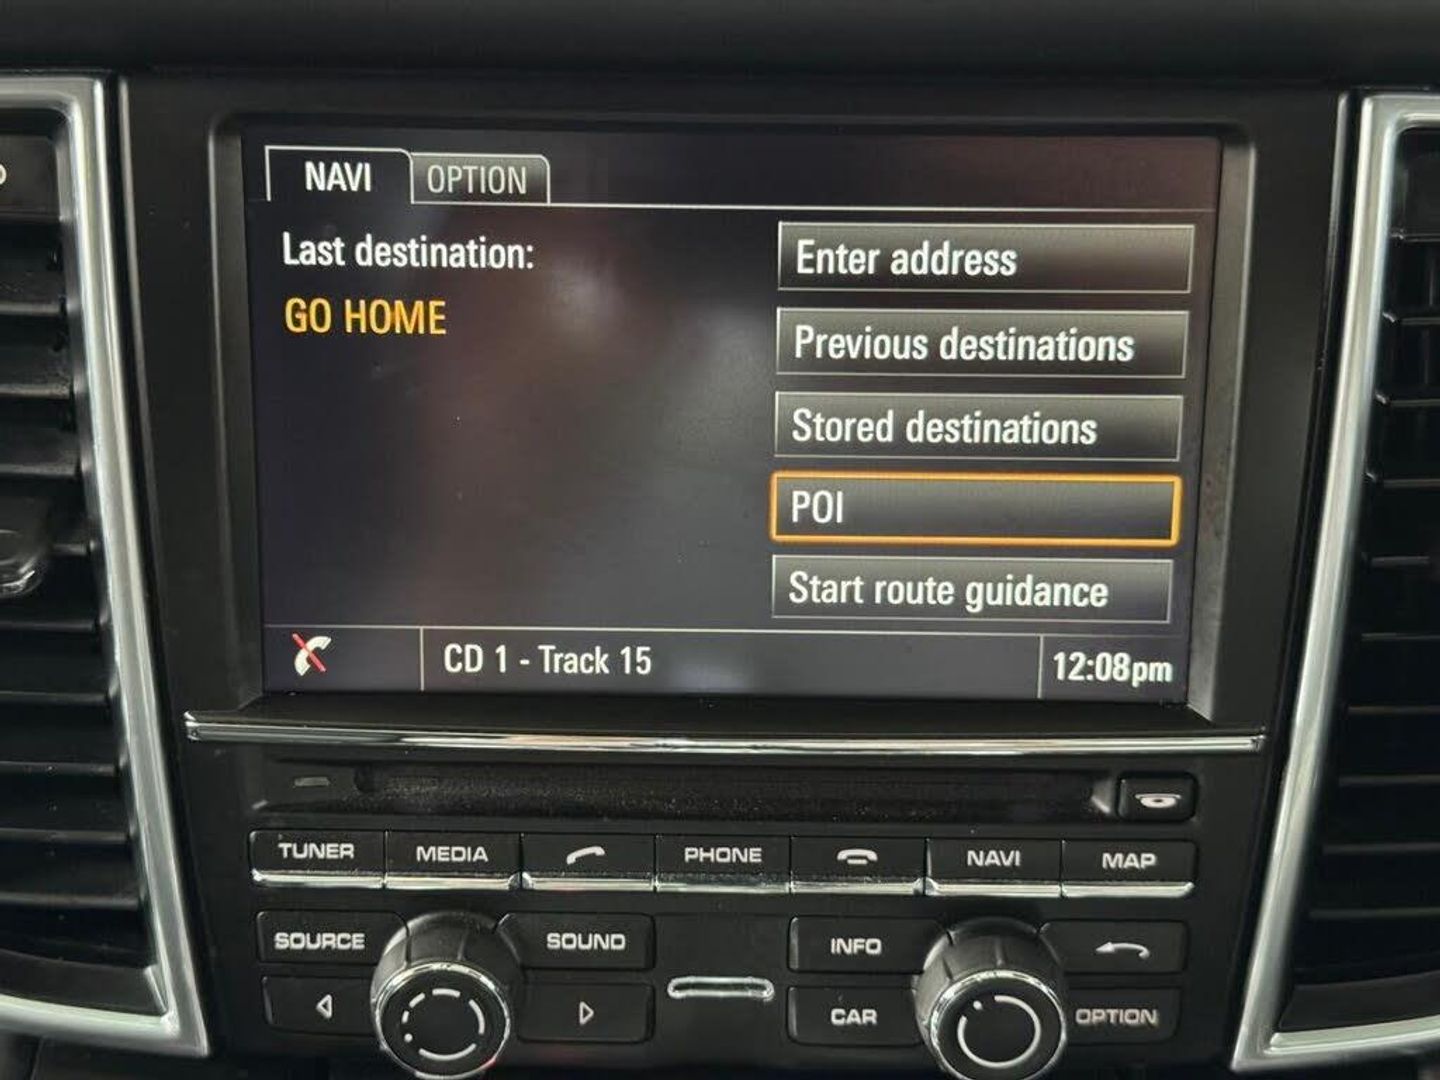 NAVI OPTION
Last destination:
GO HOME
Enter address
Previous destinations
Stored destinations
POI
Start route guidance
CD 1 - Track 15
12:08pm
TUNER MEDIA PHONE NAVI MAP
SOURCE SOUND INFO
CAR OPTION